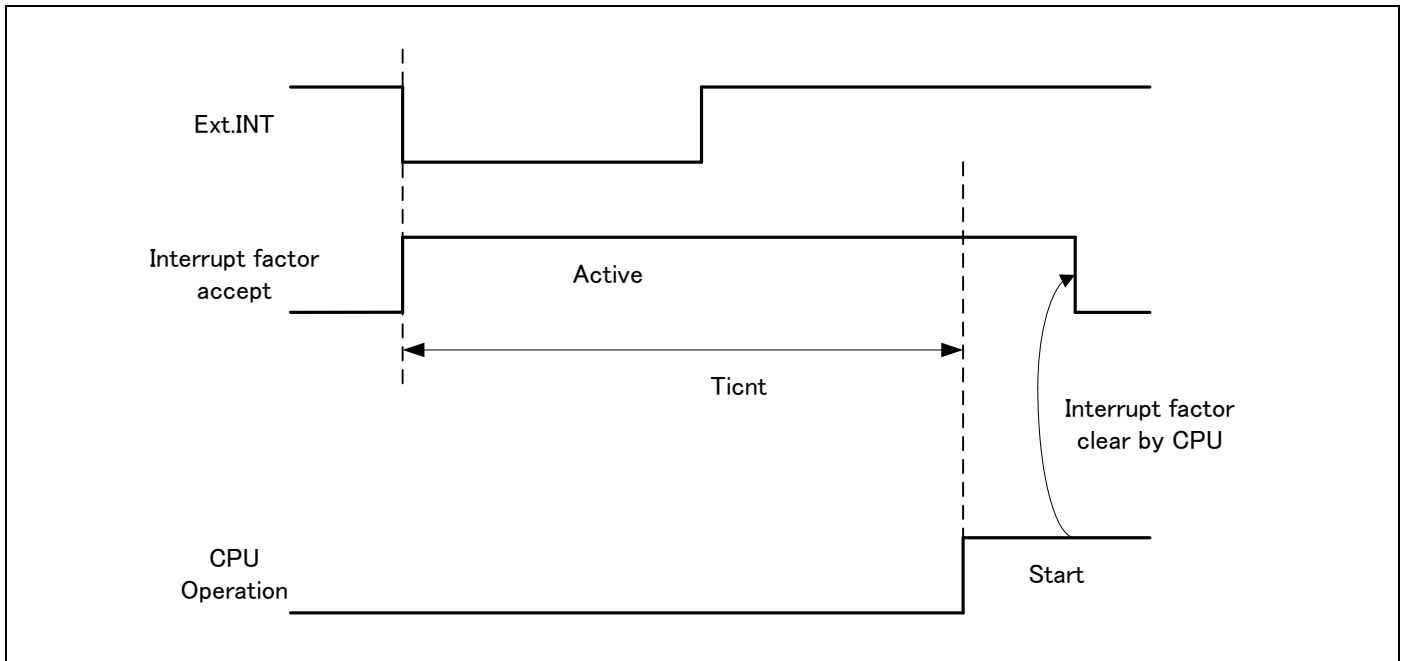 Ext.INT
Interrupt factor
accept
Active
Ticnt
Interrupt factor
clear by CPU
CPU
Operation
Start